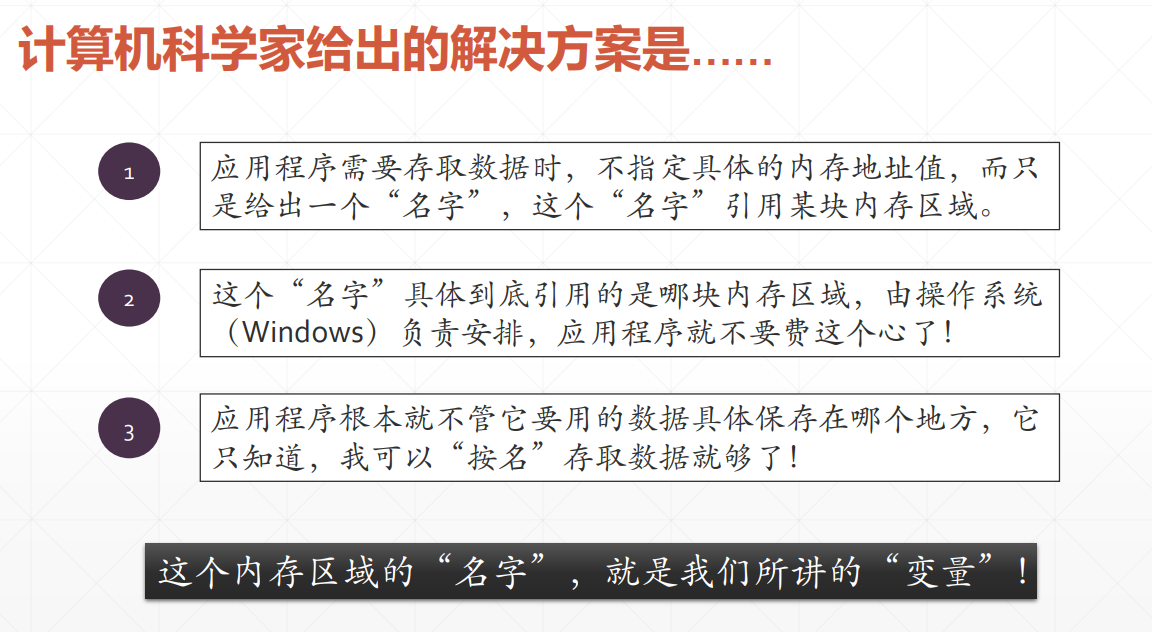 计算机科学家给出的解决方案是……
1
应用程序需要存取数据时，不指定具体的内存地址值，而只
是给出一个“名字”，这个“名字”引用某块内存区域。
2
这个“名字”具体到底引用的是哪块内存区域，由操作系统
（Windows）负责安排，应用程序就不要费这个心了！
3
应用程序根本就不管它要用的数据具体保存在哪个地方，它
只知道，我可以“按名”存取数据就够了！
这个内存区域的“名字”，就是我们所讲的“变量”！